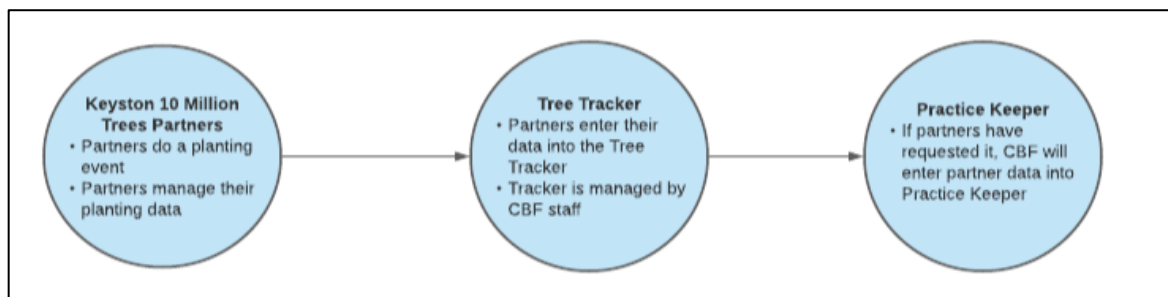 Keyston 10 Million
Trees Partners
• Partners do a planting
event
• Partners manage their
planting data
Tree Tracker
• Partners enter their
data into the Tree
Tracker
• Tracker is managed by
CBF staff
Practice Keeper
• If partners have
requested it, CBF will
enter partner data into
Practice Keeper